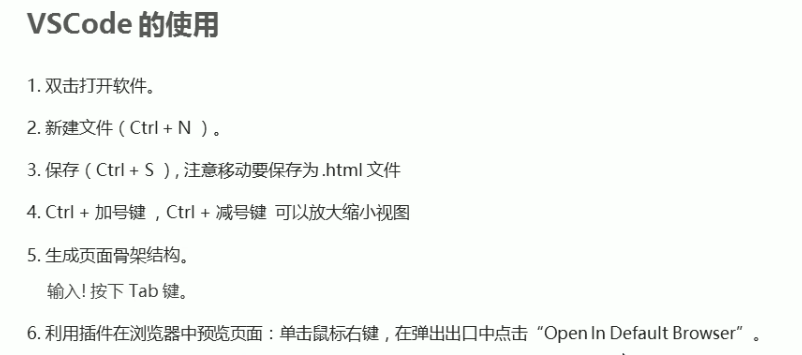 VSCode 的使用
1. 双击打开软件。
2. 新建文件（Ctrl + N ）。
3. 保存（Ctrl + S ）, 注意移动要保存为 .html 文件
4. Ctrl + 加号键 ，Ctrl + 减号键 可以放大缩小视图
5. 生成页面骨架结构。
输入! 按下 Tab 键。
6. 利用插件在浏览器中预览页面：单击鼠标右键，在弹出出口中点击“Open In Default Browser”。